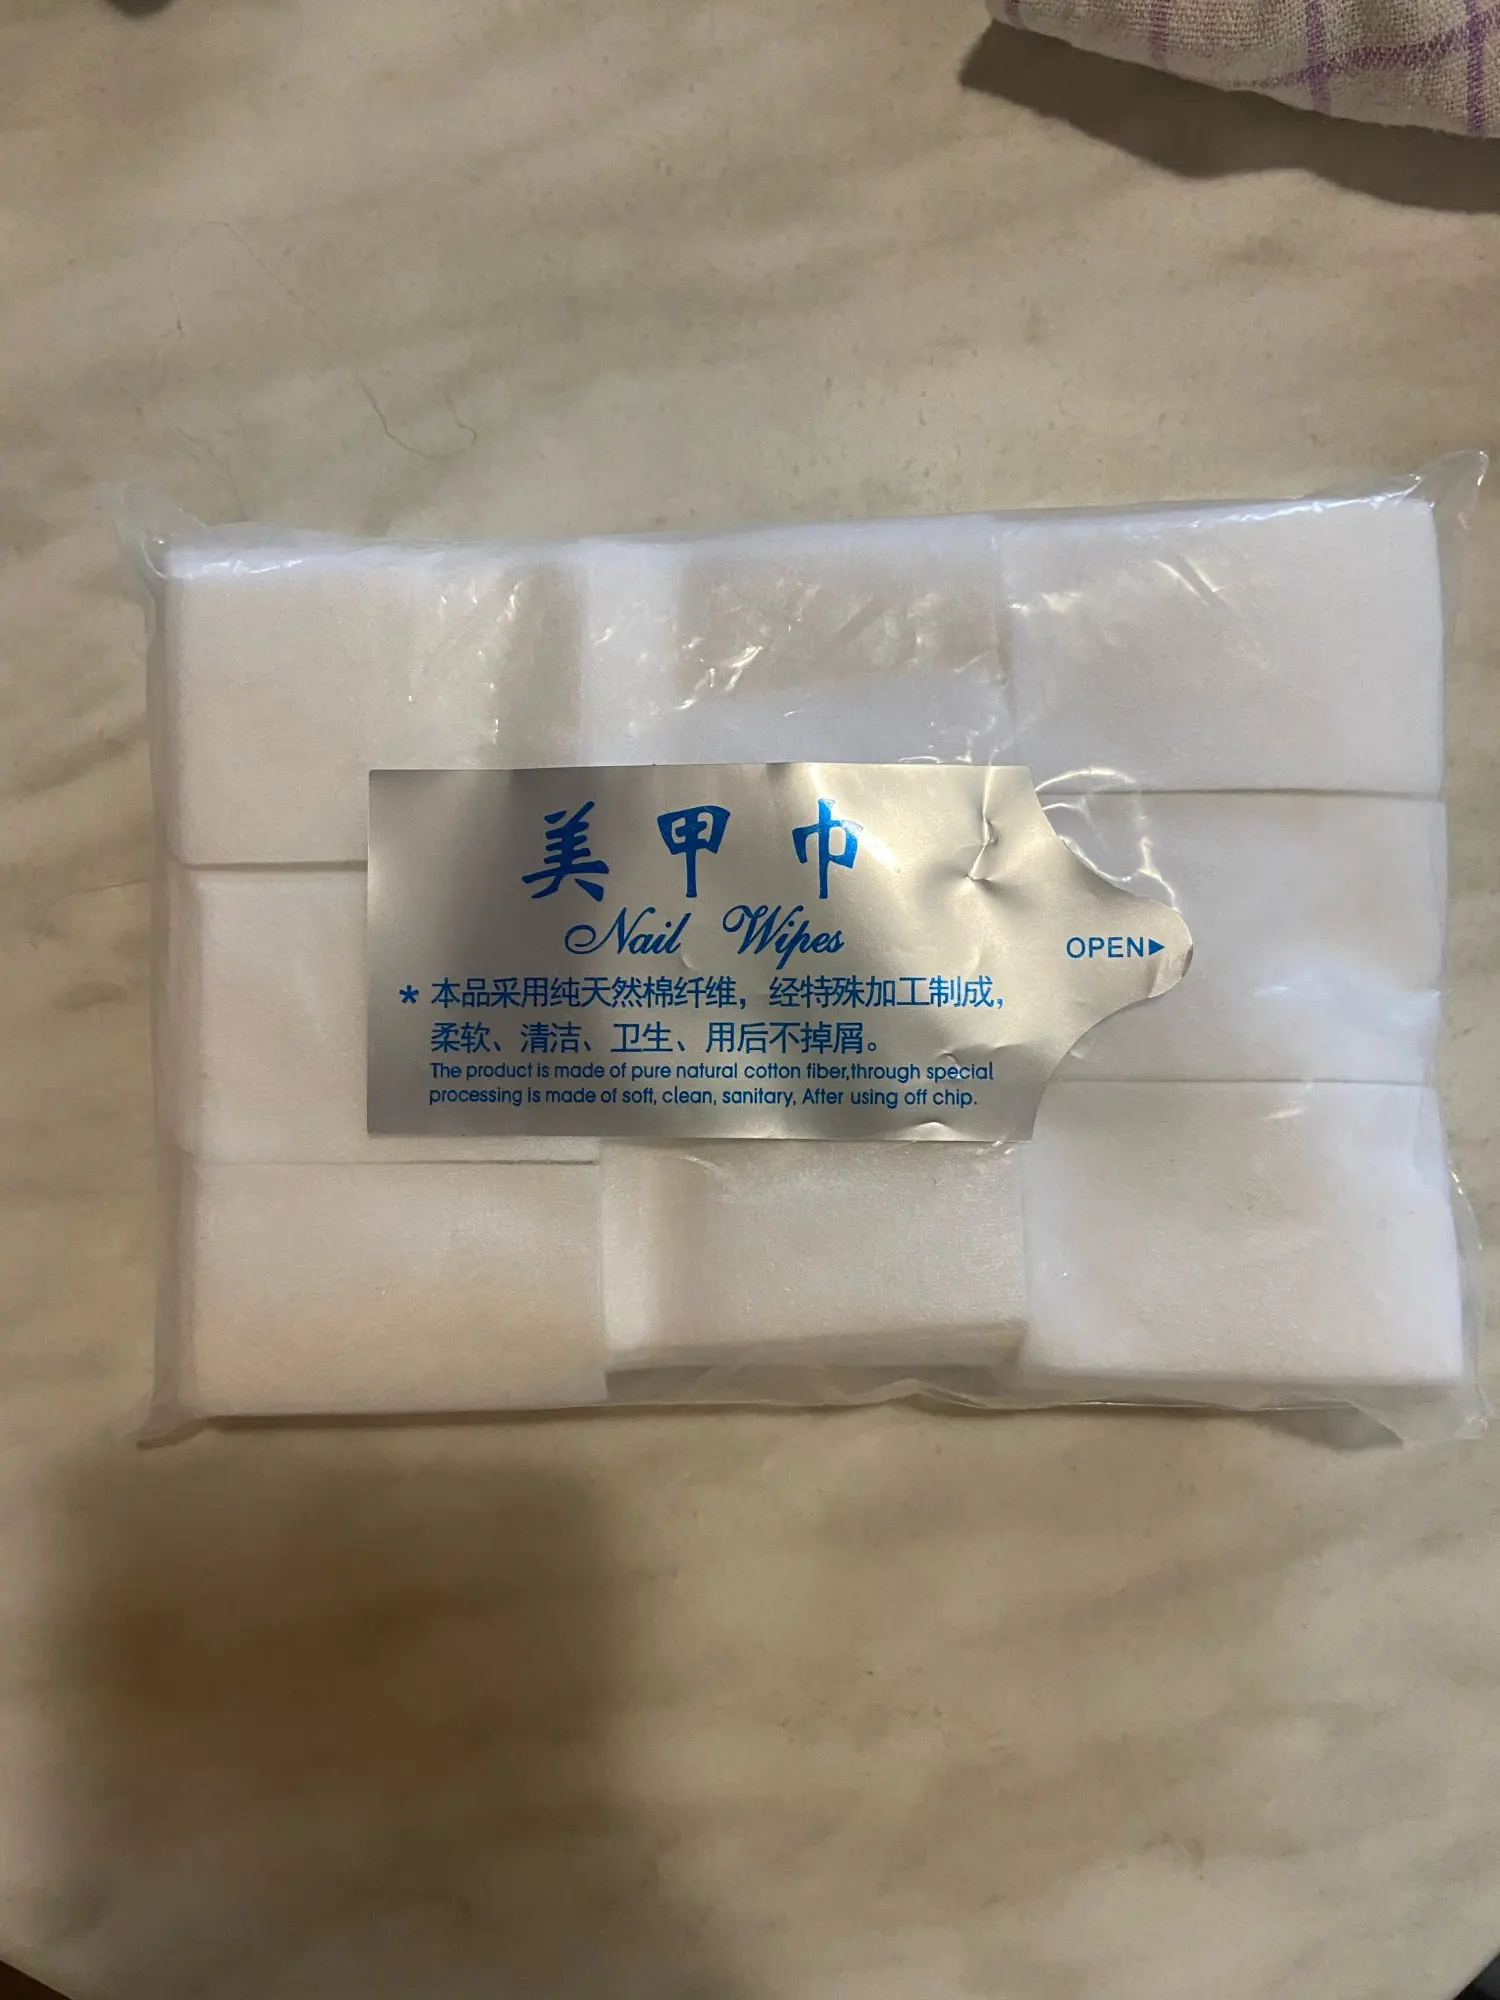 美甲巾
Nail Wipes
OPEN▶
* 本品采用纯天然棉纤维，经特殊加工制成，
柔软、清洁、卫生、用后不掉屑。
The product is made of pure natural cotton fiber,through special
processing is made of soft, clean, sanitary, After using off chip.